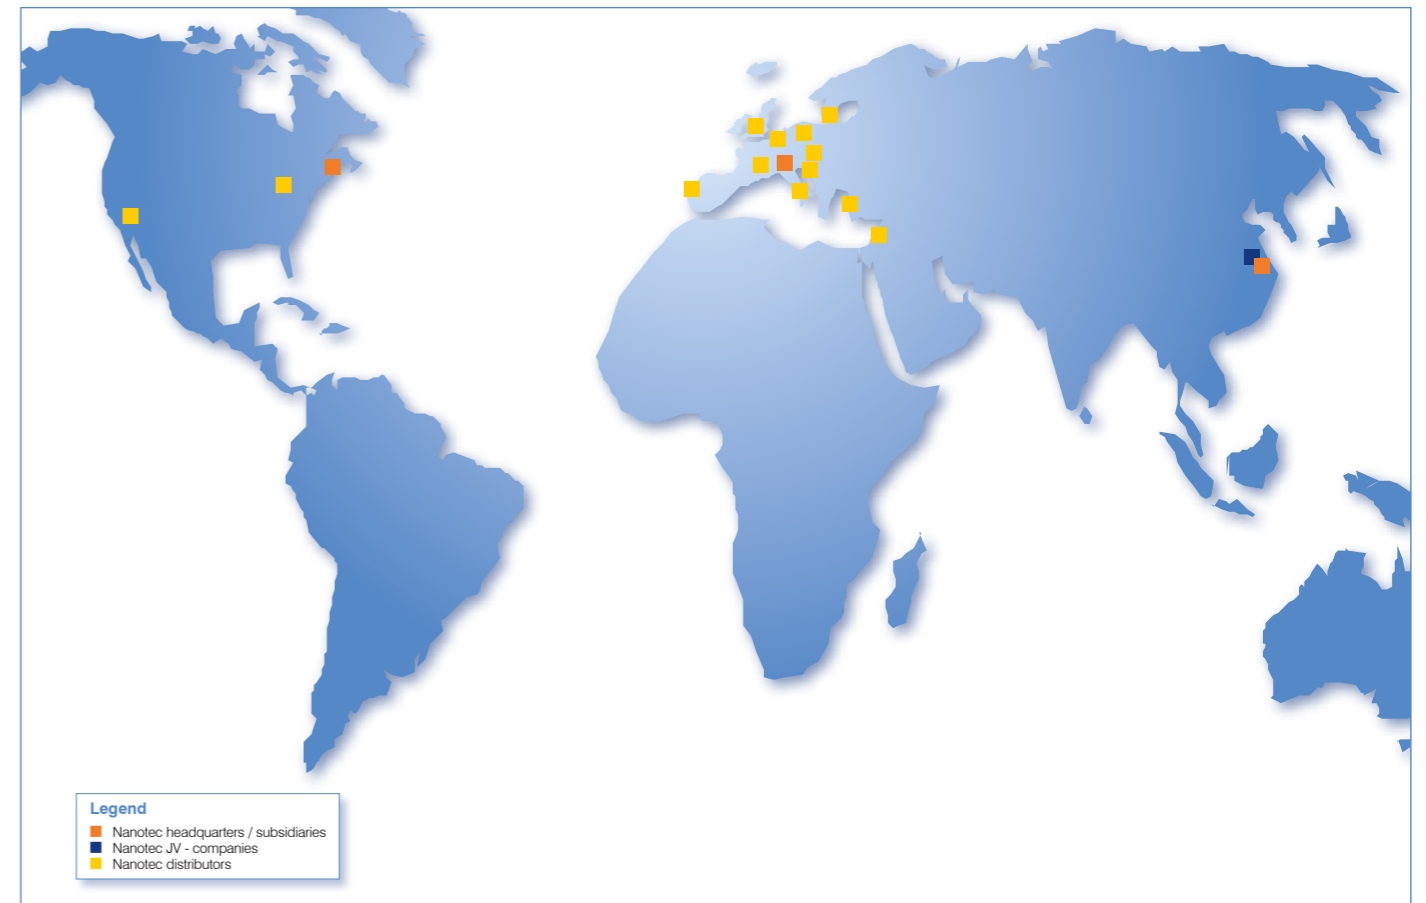 Legend
Nanotec headquarters / subsidiaries
Nanotec JV - companies
Nanotec distributors